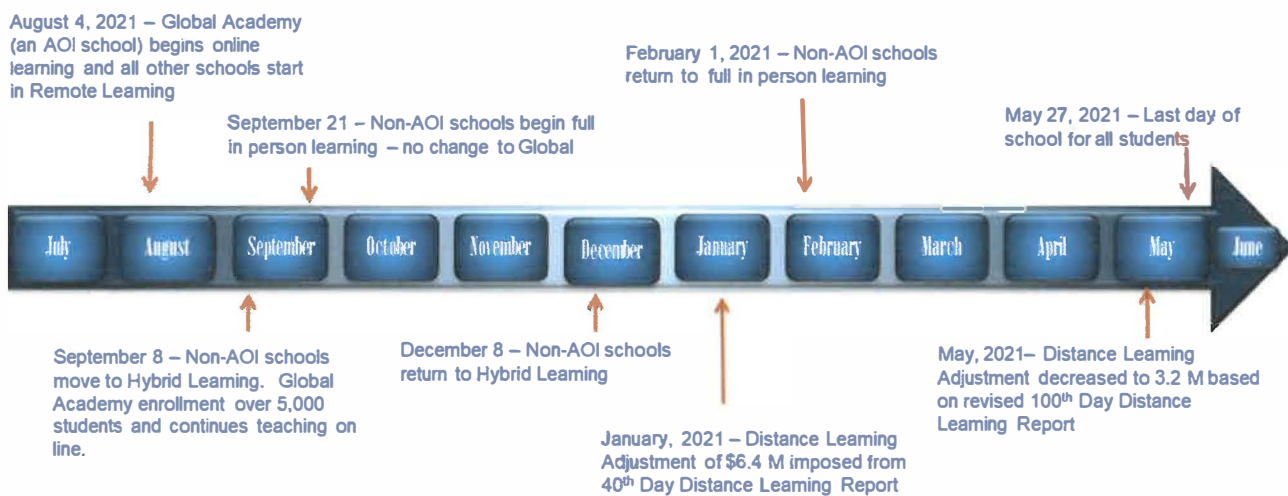 August 4, 2021 – Global Academy
(an AOI school) begins online
learning and all other schools start
in Remote Learning
September 21 – Non-AOI schools begin full
in person learning – no change to Global
February 1, 2021 – Non-AOI schools
return to full in person learning
May 27, 2021 – Last day of
school for all students
July
August
September
October
November
December
January
February
March
April
May
June
September 8 – Non-AOI schools
move to Hybrid Learning. Global
Academy enrollment over 5,000
students and continues teaching on
line.
December 8 – Non-AOI schools
return to Hybrid Learning
January, 2021 – Distance Learning
Adjustment of $6.4 M imposed from
40th Day Distance Learning Report
May, 2021– Distance Learning
Adjustment decreased to 3.2 M based
on revised 100th Day Distance
Learning Report